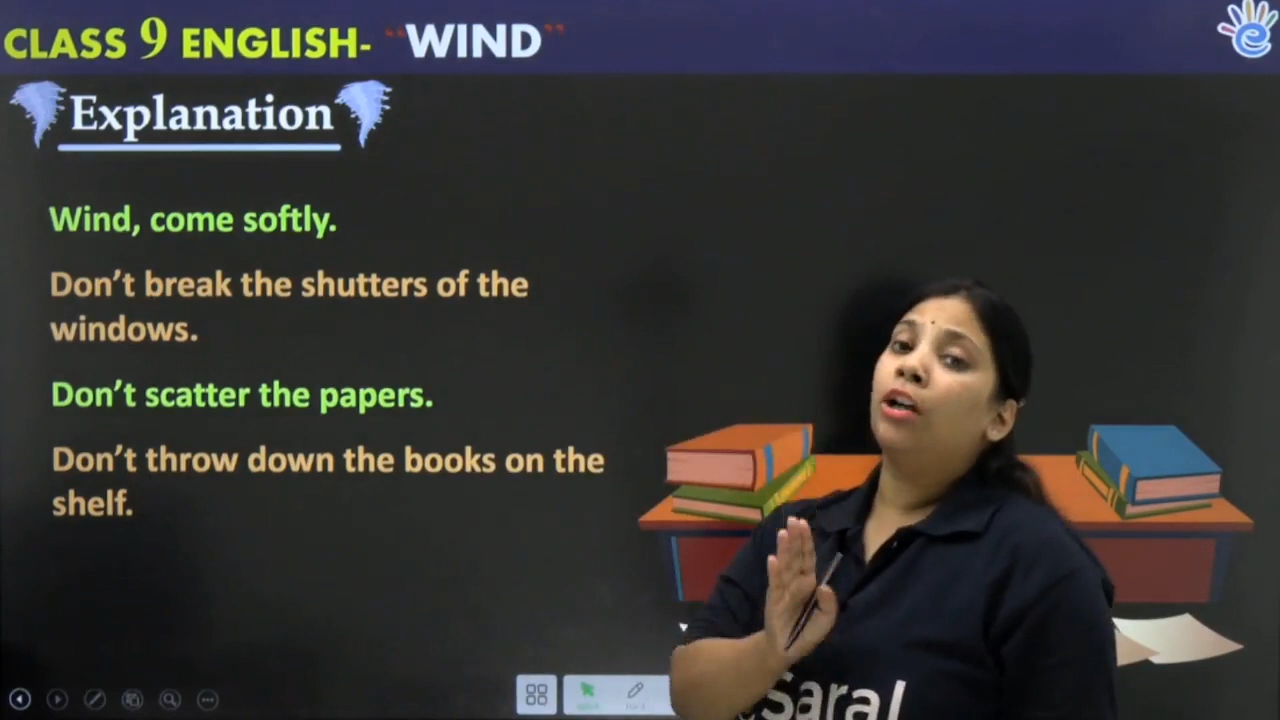 CLASS 9 ENGLISH- "WIND"
Explanation
Wind, come softly.
Don't break the shutters of the
windows.
Don't scatter the papers.
Don't throw down the books on the
shelf.
Saral